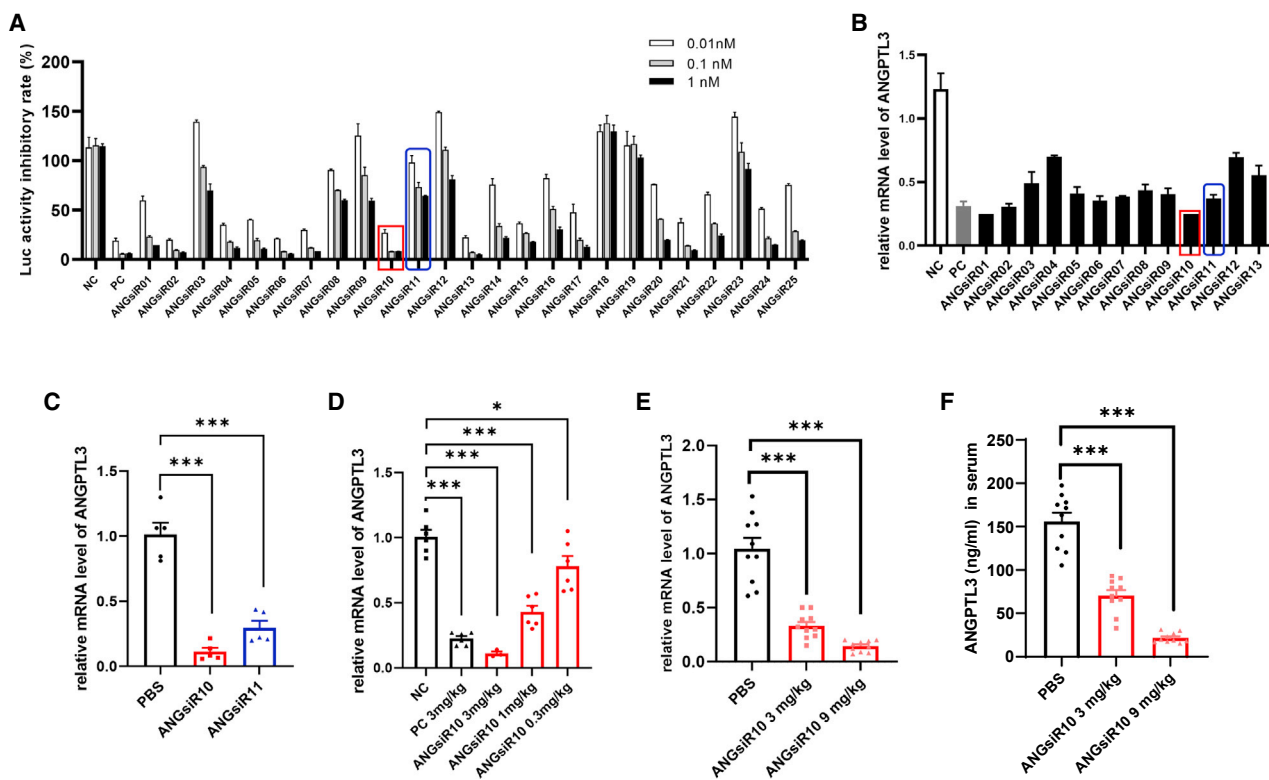 A
Luc activity inhibitory rate (%)
200
150
100
50
0
0.01nM
0.1 nM
1 nM
NC
PC
ANGsiR01
ANGsiR02
ANGsiR03
ANGsiR04
ANGsiR05
ANGsiR06
ANGsiR07
ANGsiR08
ANGsiR09
ANGsiR10
ANGsiR11
ANGsiR12
ANGsiR13
ANGsiR14
ANGsiR15
ANGsiR16
ANGsiR17
ANGsiR18
ANGsiR19
ANGsiR20
ANGsiR21
ANGsiR22
ANGsiR23
ANGsiR24
ANGsiR25
B
relative mRNA level of ANGPTL3
1.5
1.0
0.5
0.0
NC
PC
ANGsiR01
ANGsiR02
ANGsiR03
ANGsiR04
ANGsiR05
ANGsiR06
ANGsiR07
ANGsiR08
ANGsiR09
ANGsiR10
ANGsiR11
ANGsiR12
ANGsiR13
C
relative mRNA level of ANGPTL3
1.5
1.0
0.5
0.0
***
***
PBS
ANGsiR10
ANGsiR11
D
relative mRNA level of ANGPTL3
1.5
1.0
0.5
0.0
*
***
***
***
NC
PC 3mg/kg
ANGsiR10 3mg/kg
ANGsiR10 1mg/kg
ANGsiR10 0.3mg/kg
E
relative mRNA level of ANGPTL3
2.0
1.5
1.0
0.5
0.0
***
***
PBS
ANGsiR10 3 mg/kg
ANGsiR10 9 mg/kg
F
ANGPTL3 (ng/ml) in serum
250
200
150
100
50
0
***
***
PBS
ANGsiR10 3 mg/kg
ANGsiR10 9 mg/kg